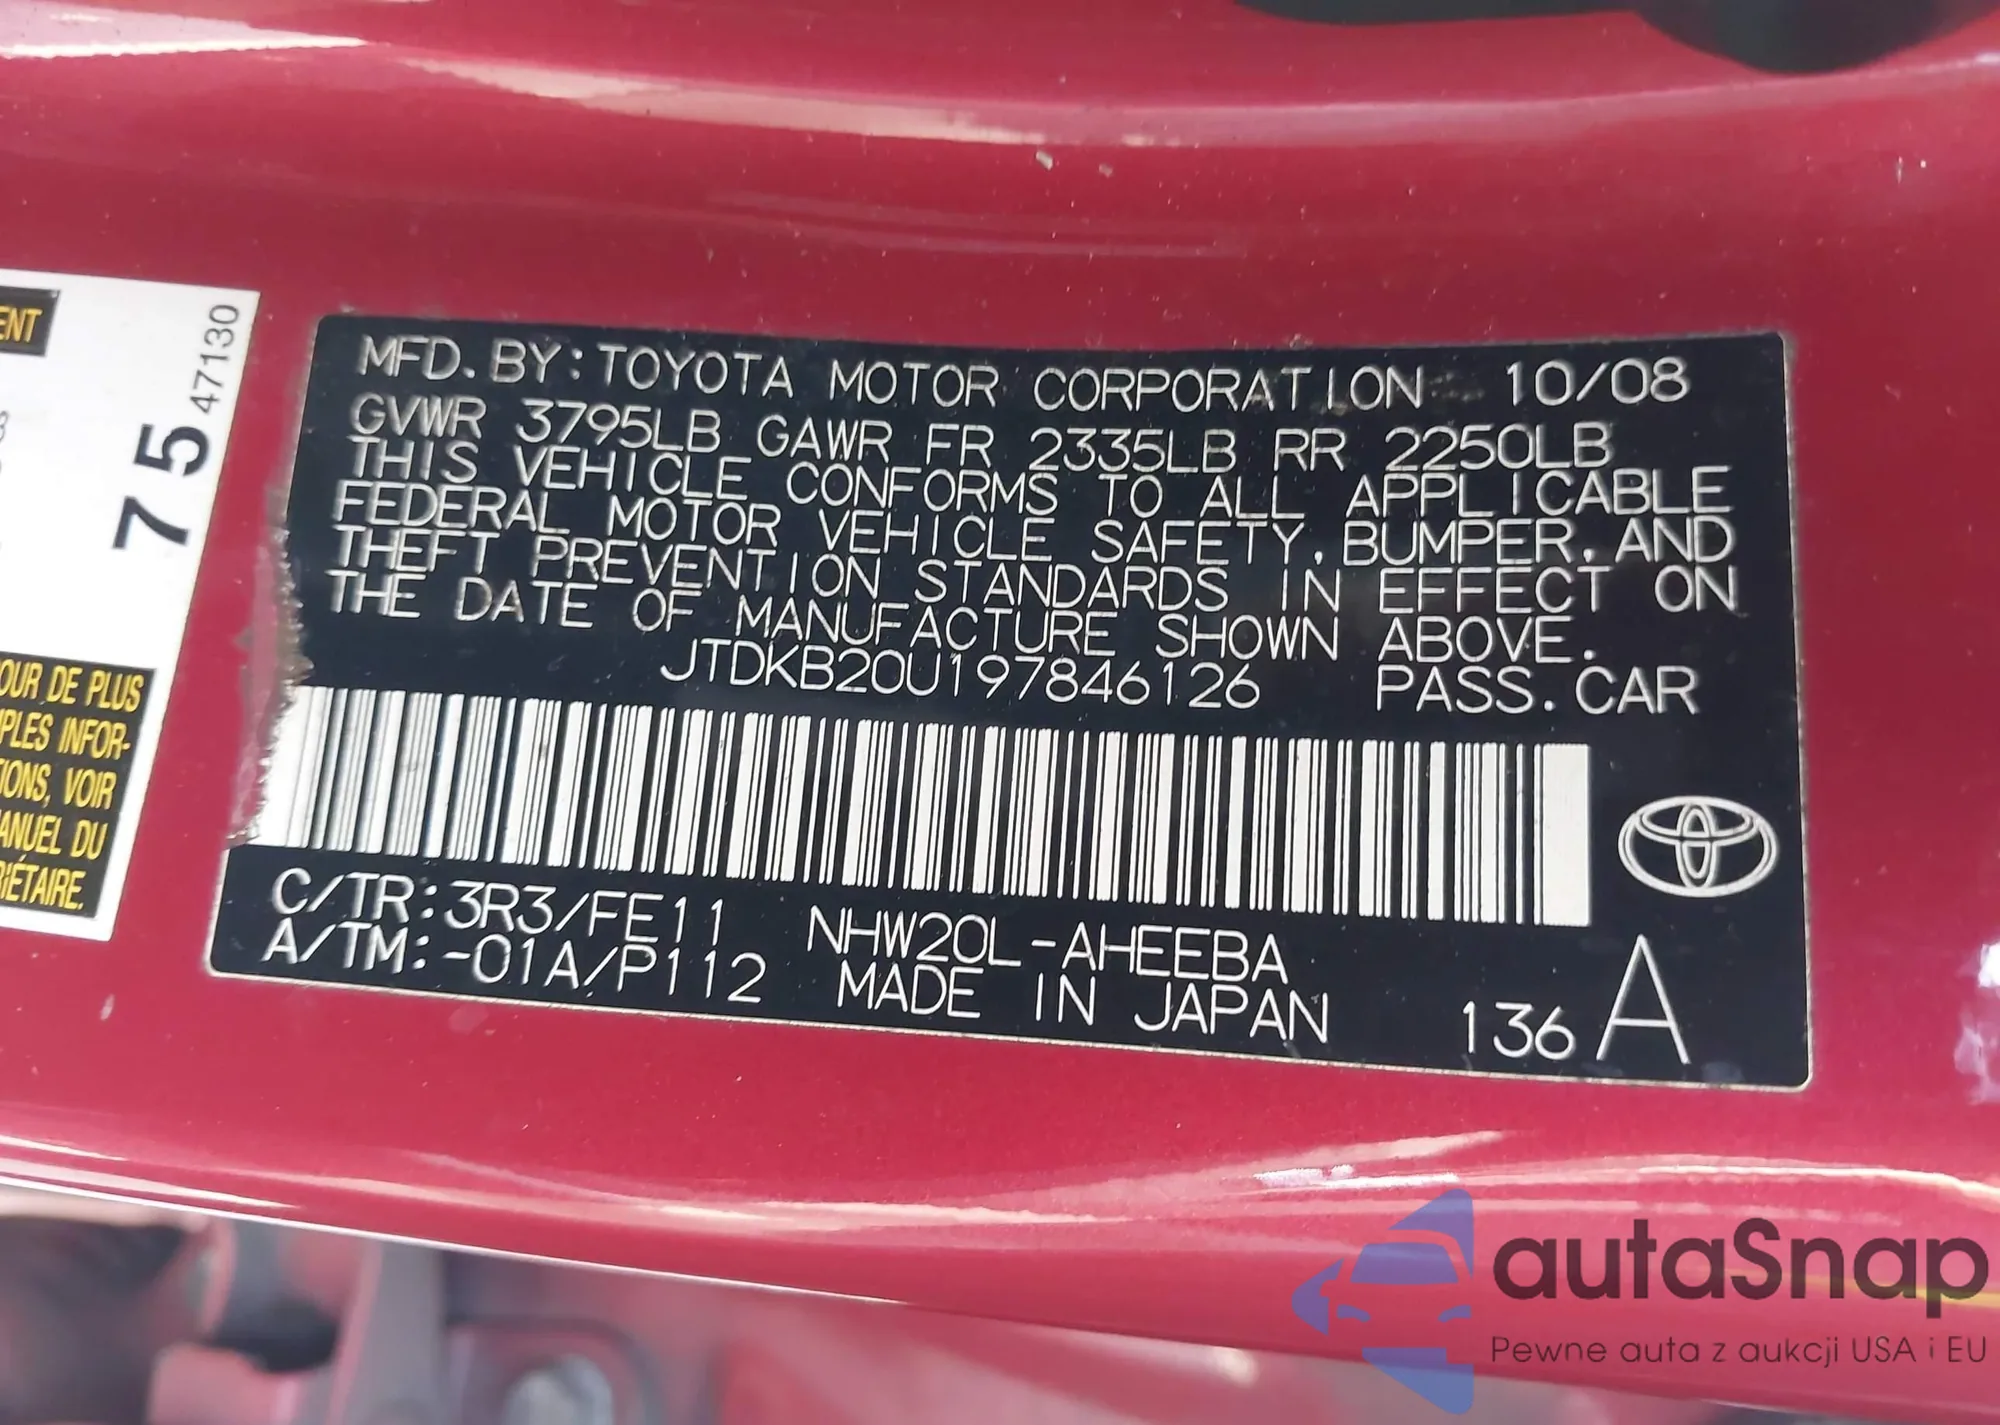 MFD. BY: TOYOTA MOTOR CORPORATION 10/08
GVWR 3795LB GAWR FR 2335LB RR 2250LB
THIS VEHICLE CONFORMS TO ALL APPLICABLE
FEDERAL MOTOR VEHICLE SAFETY, BUMPER, AND
THEFT PREVENTION STANDARDS IN EFFECT ON
THE DATE OF MANUFACTURE SHOWN ABOVE.
JTDKB20U197846126 PASS. CAR
C/TR: 3R3/FE11 NHW20L-AHEEBA
A/TM: -01A/P112 MADE IN JAPAN 136 A
75 47130
OUR DE PLUS
PLES INFOR-
TIONS, VOIR
ANUEL DU
RIÉTAIRE.
autaSnap
Pewne auta z aukcji USA i EU